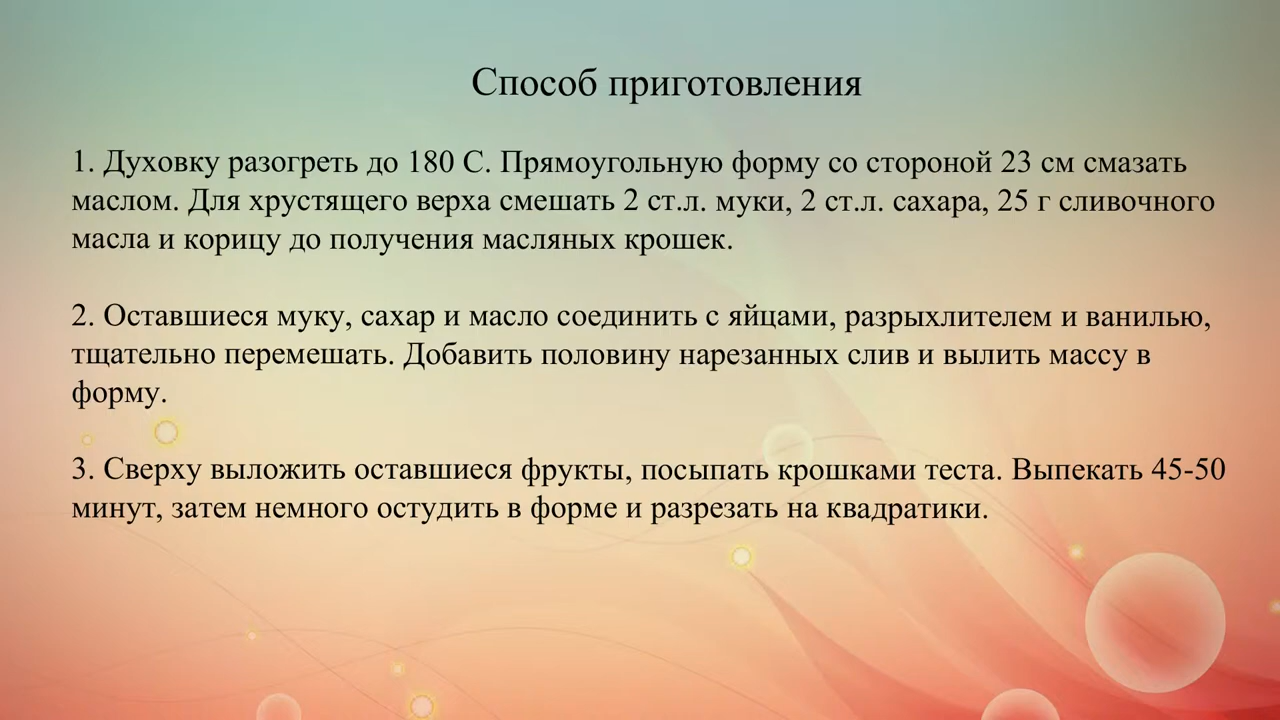 Способ приготовления
1. Духовку разогреть до 180 С. Прямоугольную форму со стороной 23 см смазать
маслом. Для хрустящего верха смешать 2 ст.л. муки, 2 ст.л. сахара, 25 г сливочного
масла и корицу до получения масляных крошек.
2. Оставшиеся муку, сахар и масло соединить с яйцами, разрыхлителем и ванилью,
тщательно перемешать. Добавить половину нарезанных слив и вылить массу в
форму.
3. Сверху выложить оставшиеся фрукты, посыпать крошками теста. Выпекать 45-50
минут, затем немного остудить в форме и разрезать на квадратики.